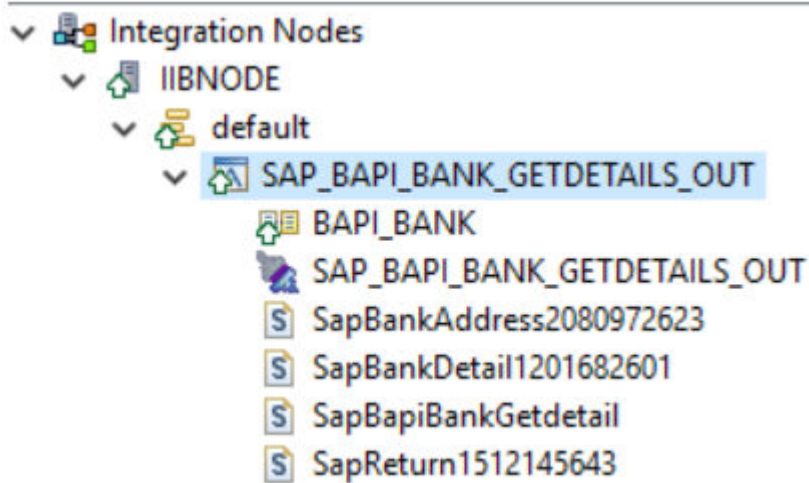 Integration Nodes
IIBNODE
default
SAP_BAPI_BANK_GETDETAILS_OUT
BAPI_BANK
SAP_BAPI_BANK_GETDETAILS_OUT
SapBankAddress2080972623
SapBankDetail1201682601
SapBapiBankGetdetail
SapReturn1512145643